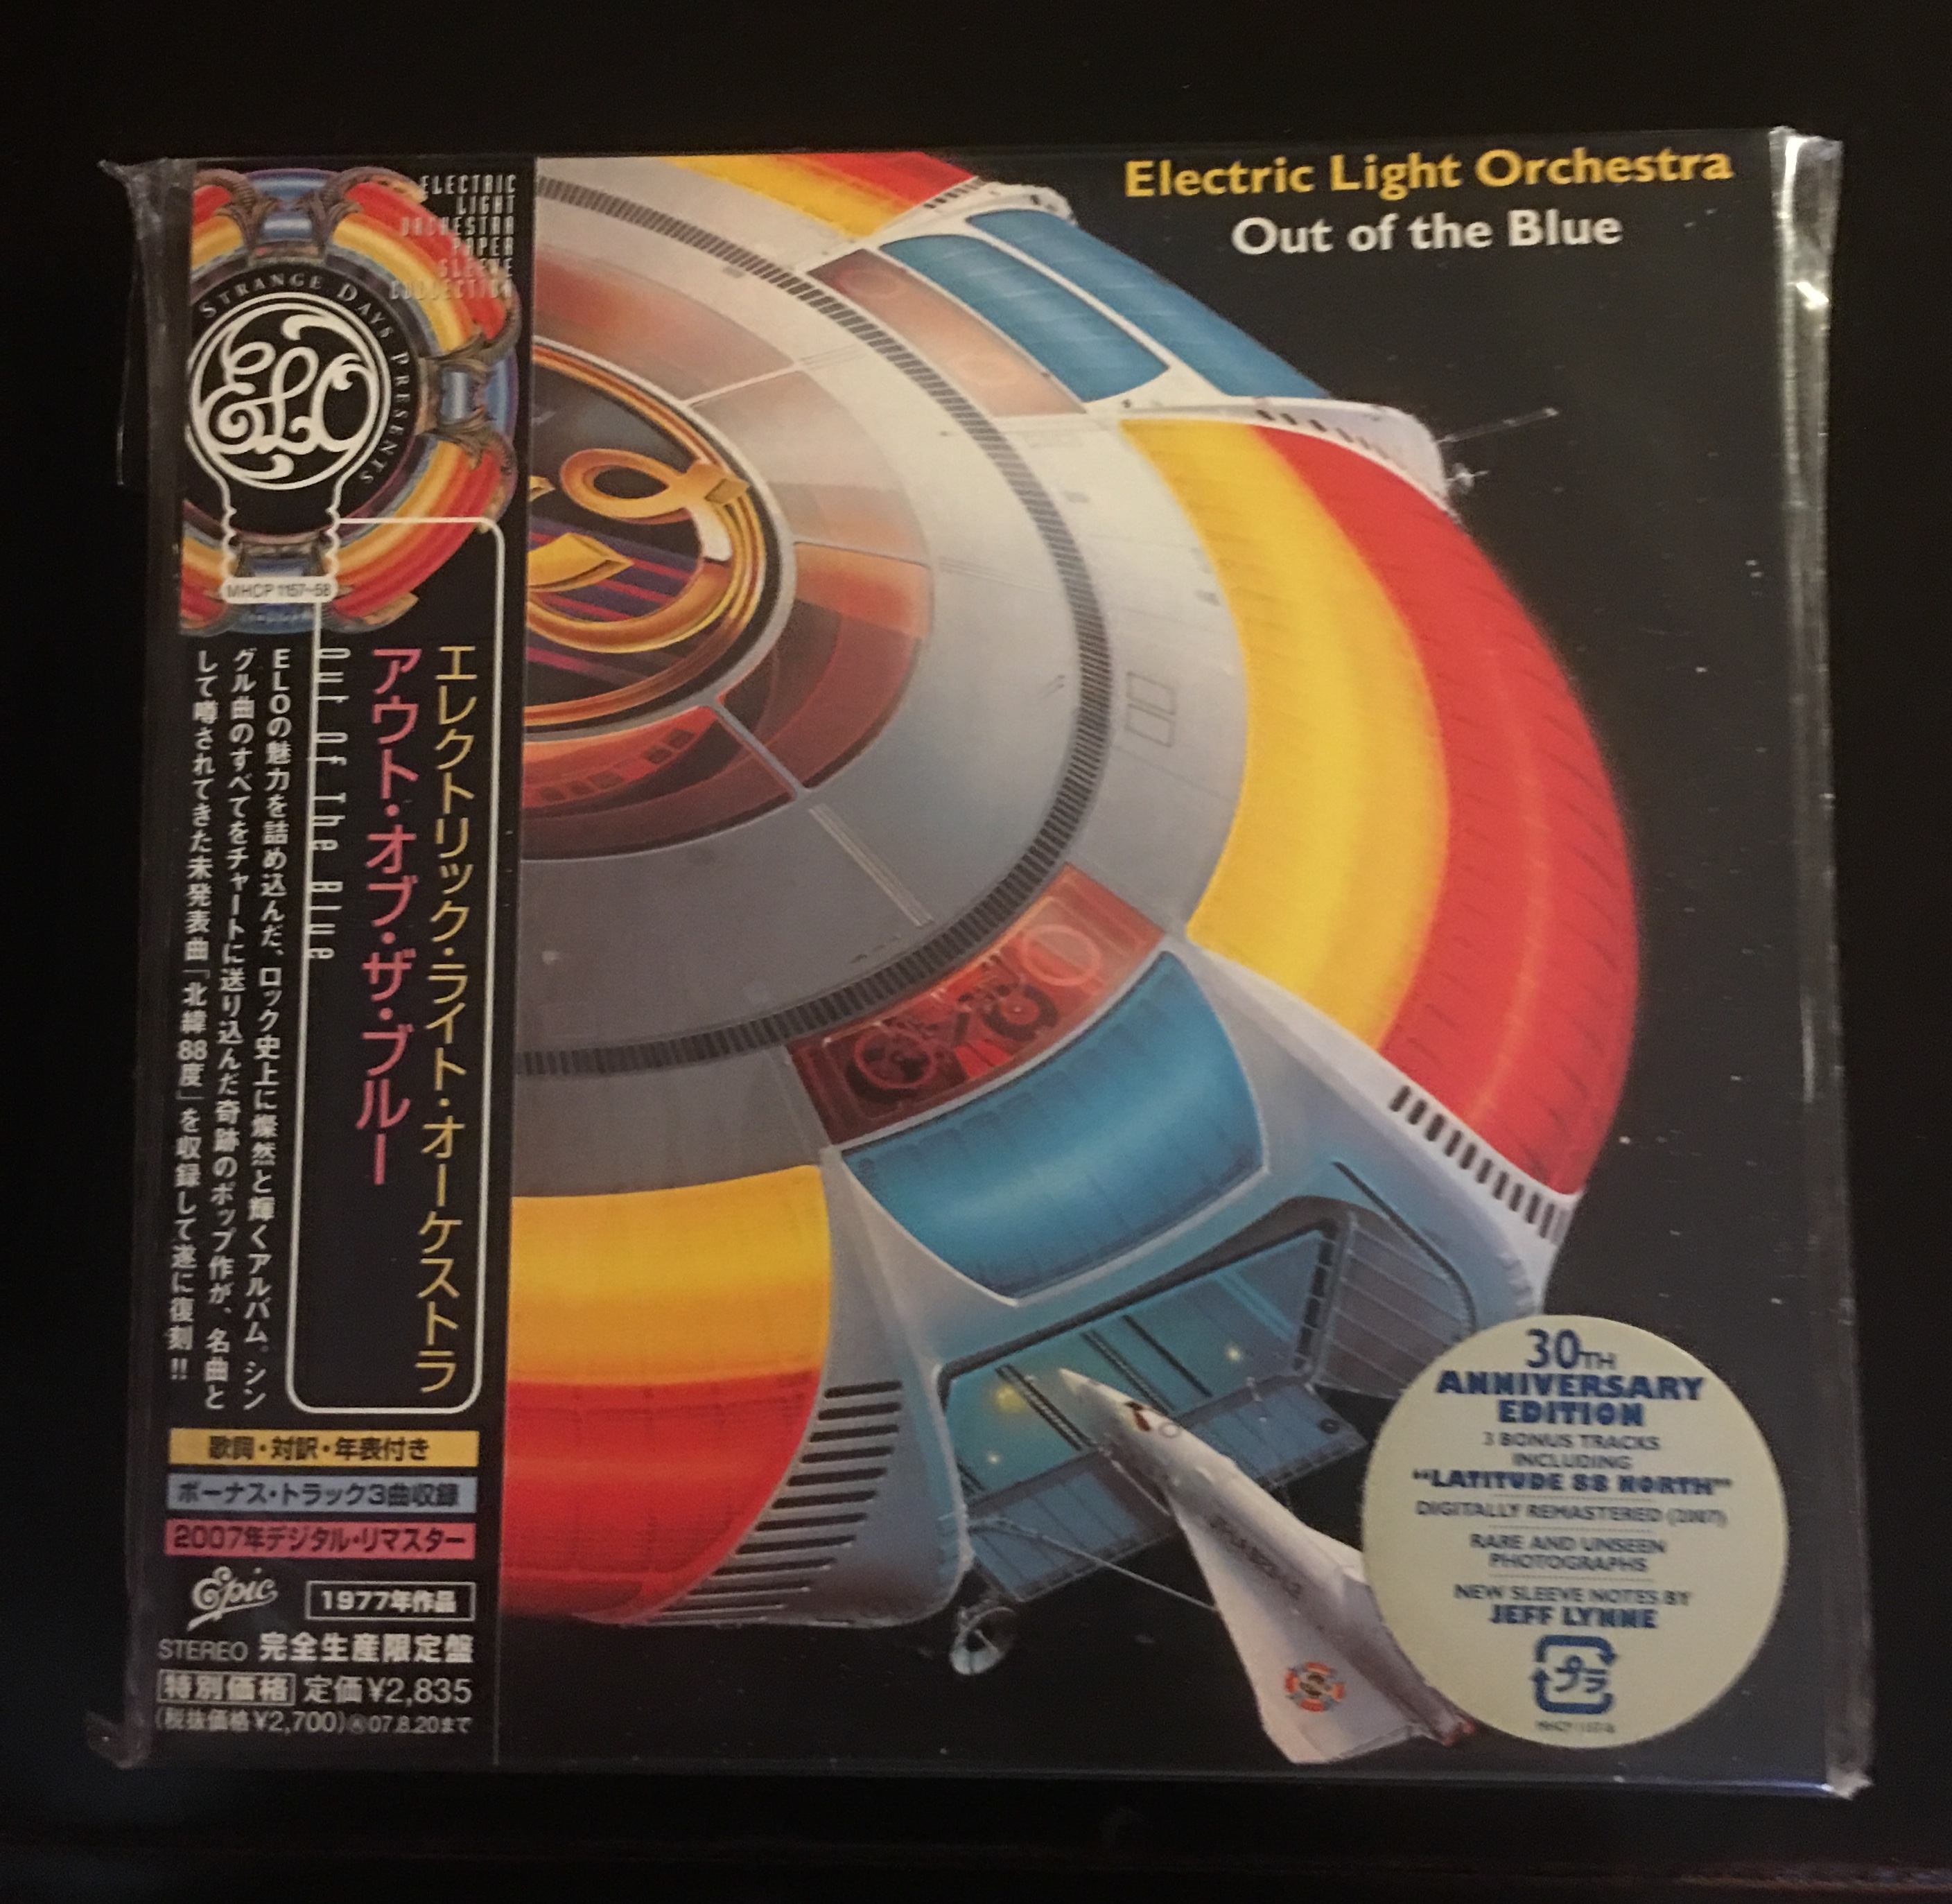 Electric Light Orchestra
Out of the Blue
ELECTRIC
LIGHT
ORCHESTRA
PAPER
SLEEVE
COLLECTION
STRANGE DAYS PRESENTS
ELO
MHCP 1157~58
エレクトリック・ライト・オーケストラ
アウト・オブ・ザ・ブルー
Out of the Blue
ELOの魅力を詰め込んだ、ロック史上に燦然と輝くアルバム。シン
グル曲のすべてをチャートに送り込んだ奇跡のポップ作が、名曲と
して噂されてきた未発表曲「北緯88度」を収録して遂に復刻!!
歌詞・対訳・年表付き
ボーナス・トラック3曲収録
2007年デジタル・リマスター
Epic
1977年作品
STEREO 完全生産限定盤
特別価格 定価¥2,835
(税抜価格¥2,700)Ⓡ07.8.20まで
30TH
ANNIVERSARY
EDITION
3 BONUS TRACKS
INCLUDING
“LATITUDE 88 NORTH”
DIGITALLY REMASTERED (2007)
RARE AND UNSEEN
PHOTOGRAPHS
NEW SLEEVE NOTES BY
JEFF LYNNE
プラ